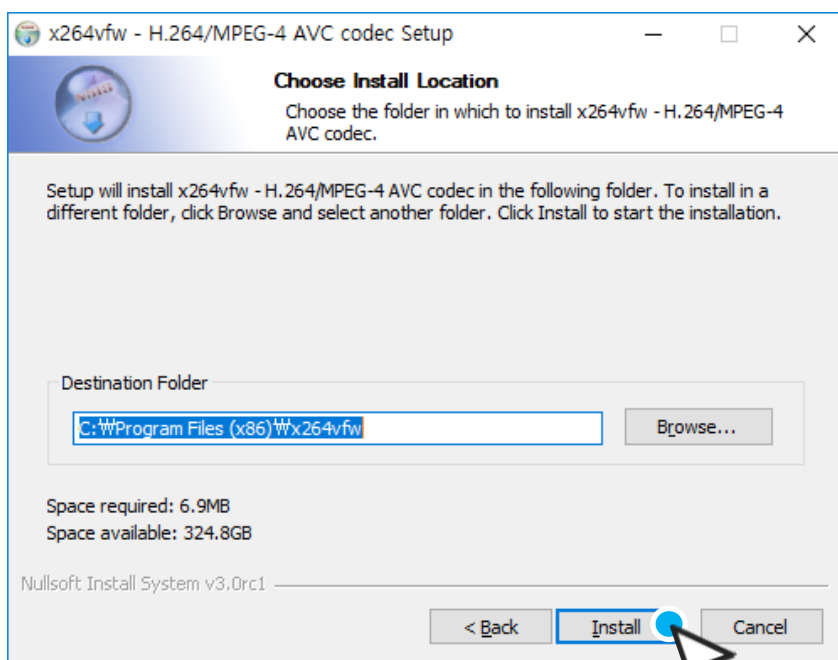 x264vfw - H.264/MPEG-4 AVC codec Setup
Choose Install Location
Choose the folder in which to install x264vfw - H.264/MPEG-4
AVC codec.
Setup will install x264vfw - H.264/MPEG-4 AVC codec in the following folder. To install in a
different folder, click Browse and select another folder. Click Install to start the installation.
Destination Folder
C:₩Program Files (x86)₩x264vfw
Browse...
Space required: 6.9MB
Space available: 324.8GB
Nullsoft Install System v3.0rc1
< Back
Install
Cancel